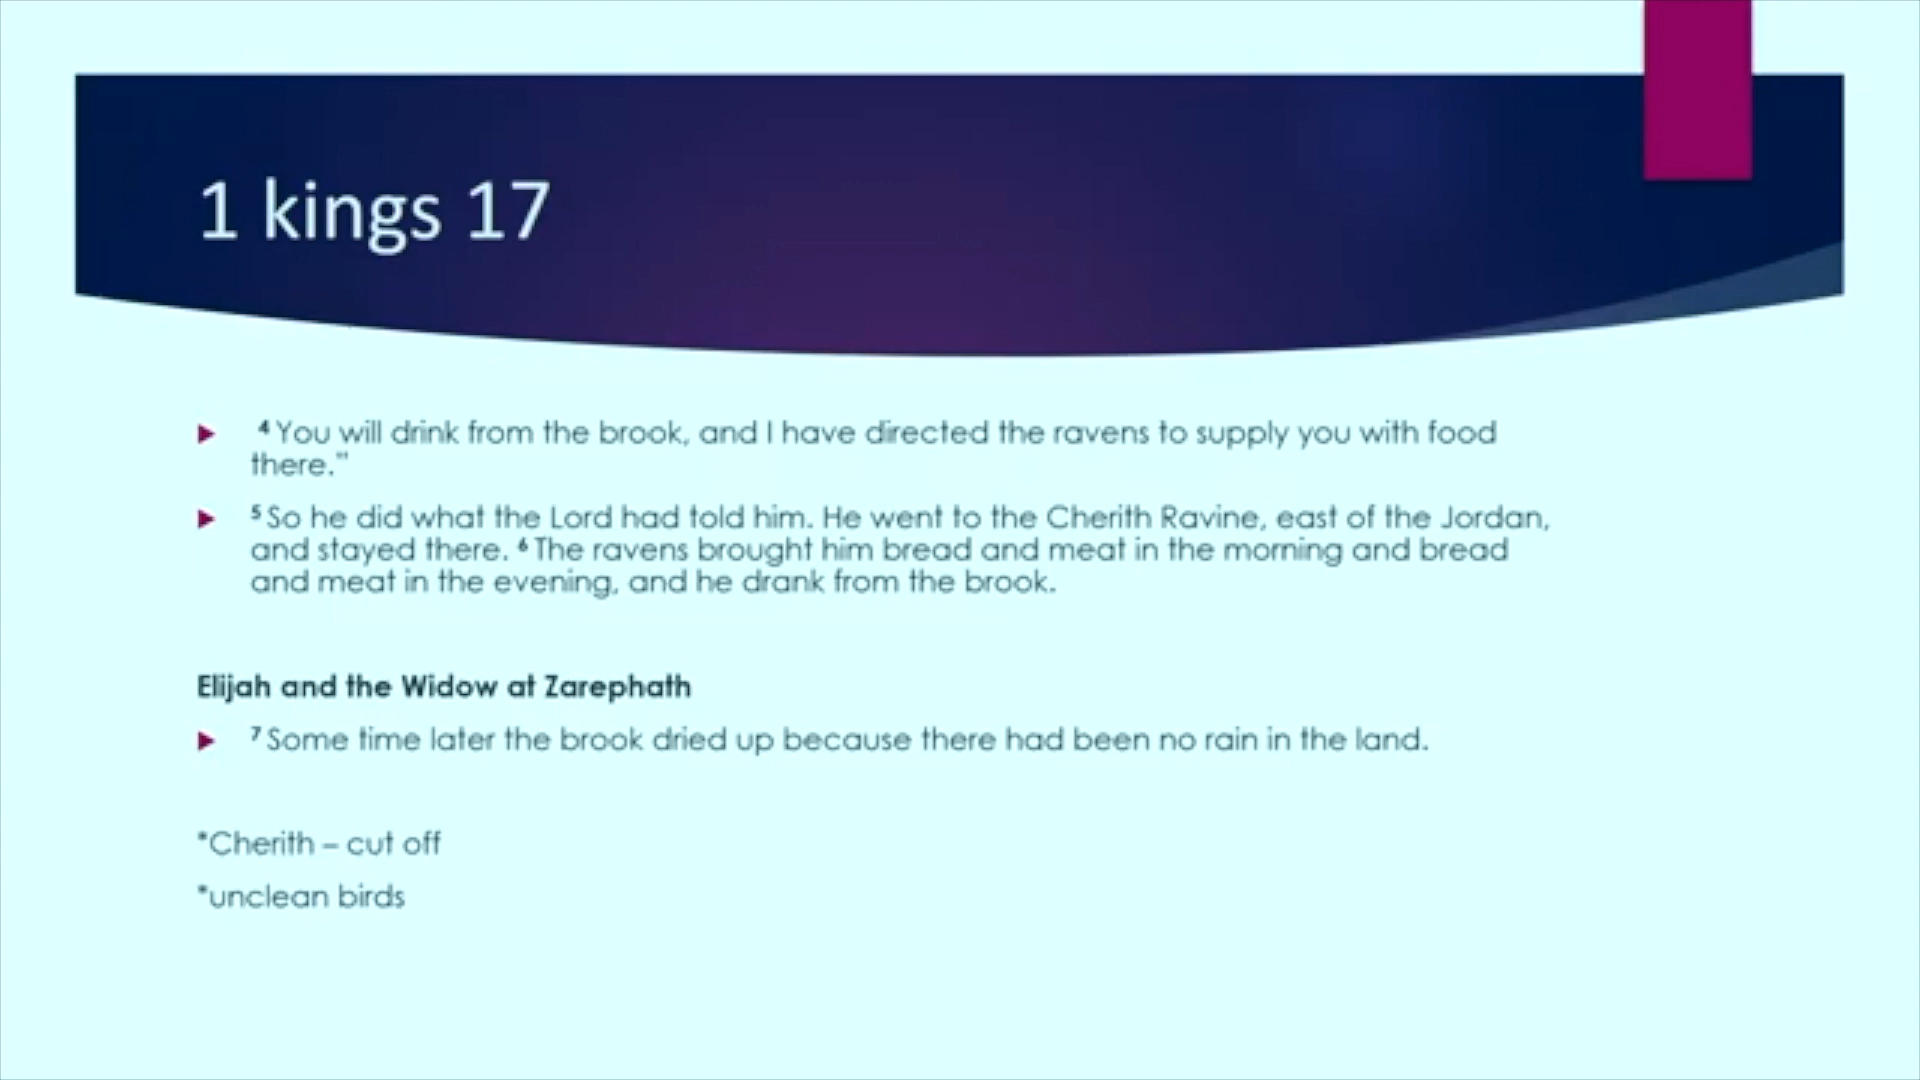 1 kings 17
⁴ You will drink from the brook, and I have directed the ravens to supply you with food
there."
⁵ So he did what the Lord had told him. He went to the Cherith Ravine, east of the Jordan,
and stayed there. ⁶ The ravens brought him bread and meat in the morning and bread
and meat in the evening, and he drank from the brook.
Elijah and the Widow at Zarephath
⁷ Some time later the brook dried up because there had been no rain in the land.
*Cherith – cut off
*unclean birds